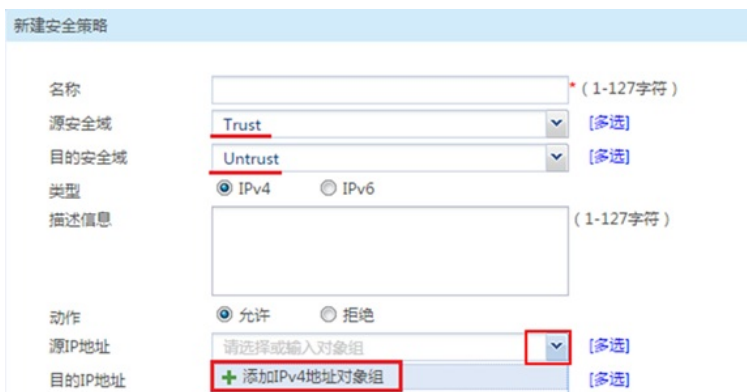 新建安全策略
名称 *（1-127字符）
源安全域 Trust [多选]
目的安全域 Untrust [多选]
类型 IPv4 IPv6
描述信息 （1-127字符）
动作 允许 拒绝
源IP地址 请选择或输入对象组 [多选]
目的IP地址 添加IPv4地址对象组 [多选]